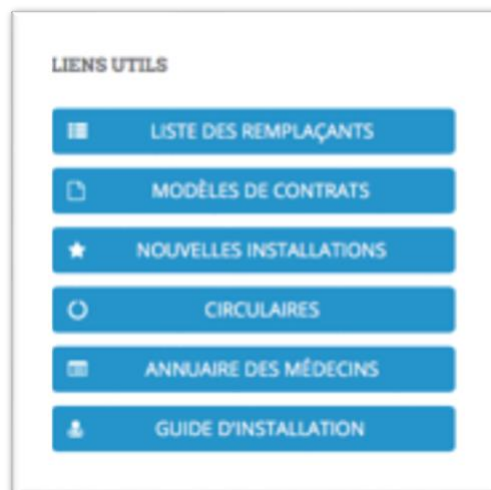 LIENS UTILS
LISTE DES REMPLAÇANTS
MODÈLES DE CONTRATS
NOUVELLES INSTALLATIONS
CIRCULAIRES
ANNUAIRE DES MÉDECINS
GUIDE D'INSTALLATION